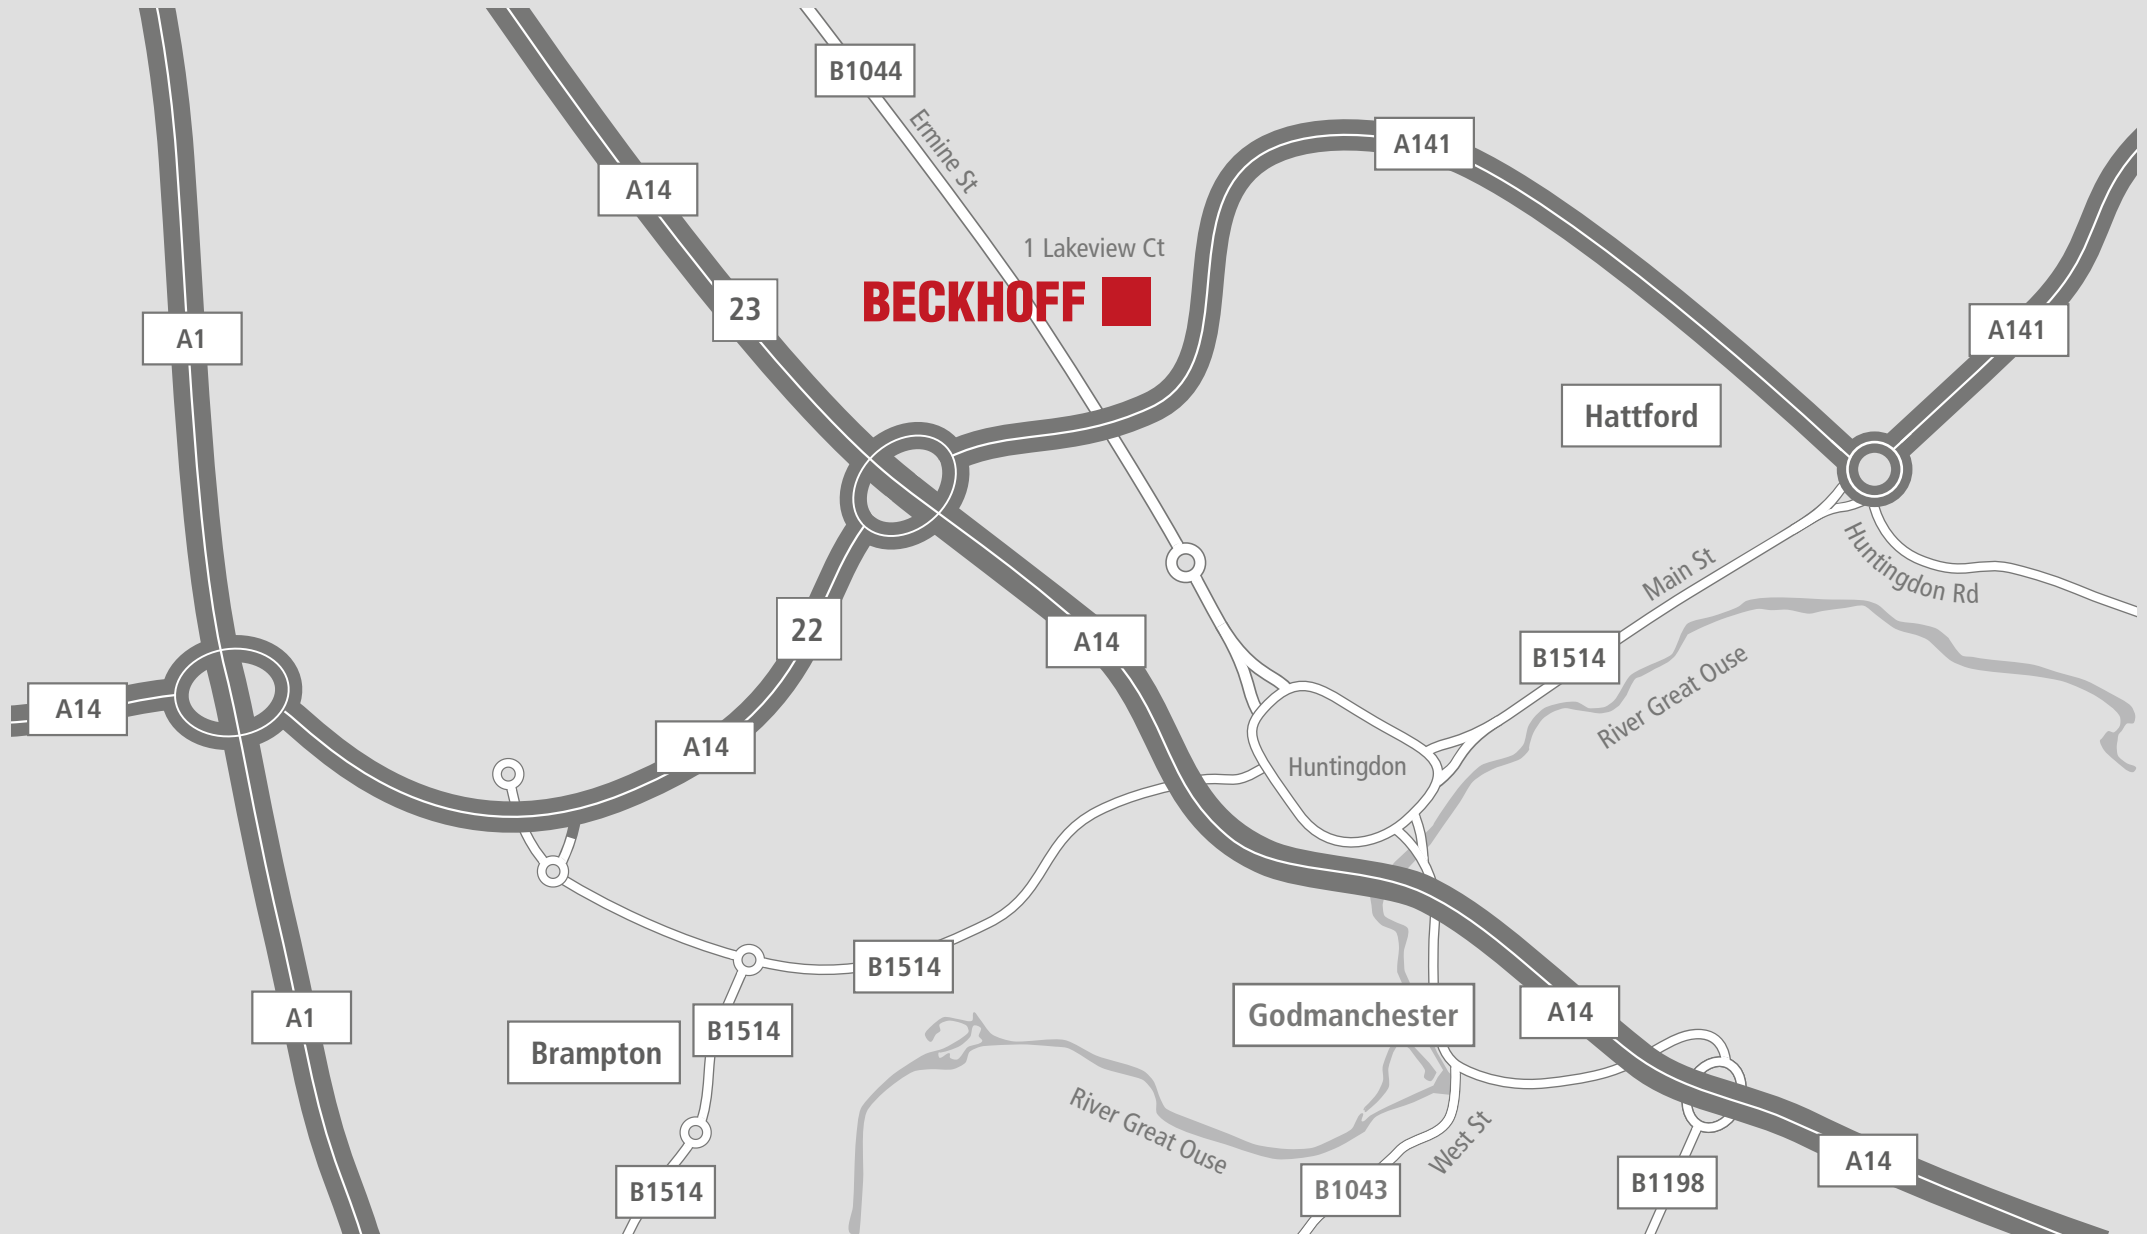 B1044
Ermine St
A141
A14
1 Lakeview Ct
BECKHOFF
23
A1
A141
Hattford
Main St
Huntingdon Rd
22
A14
B1514
River Great Ouse
A14
A14
Huntingdon
B1514
A1
Brampton
B1514
Godmanchester
A14
River Great Ouse
West St
B1514
B1043
B1198
A14